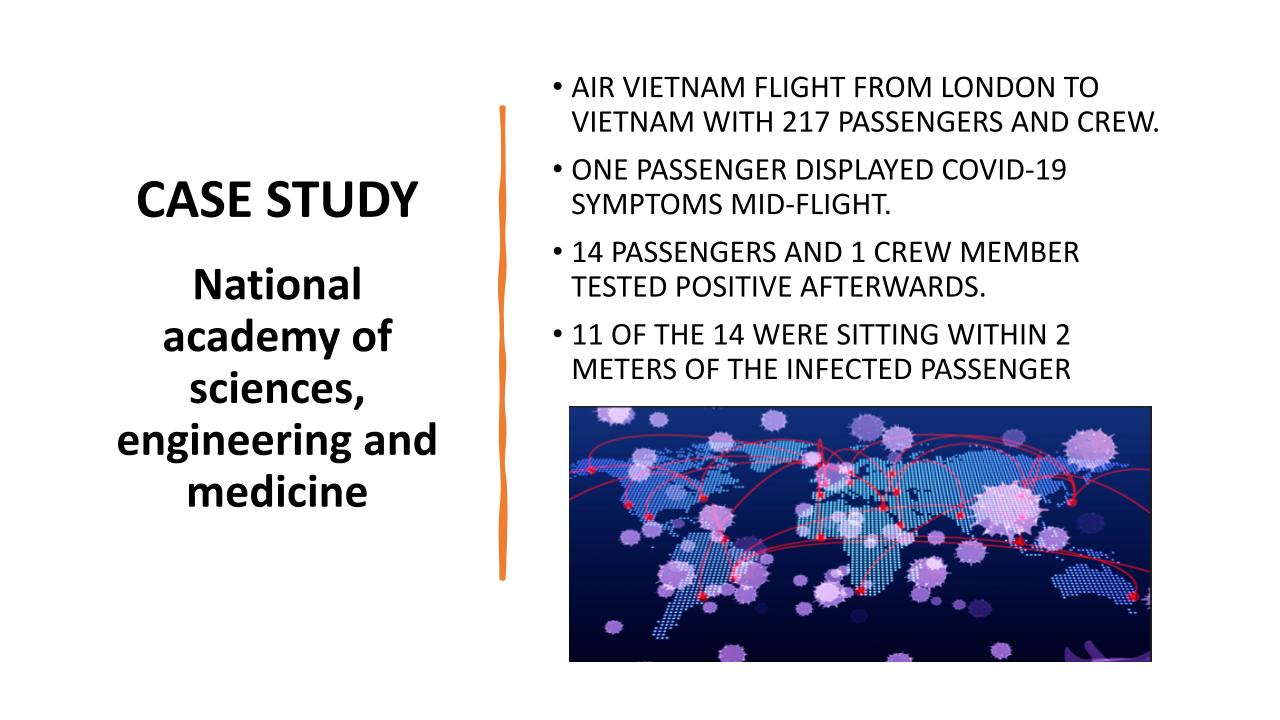 CASE STUDY
National
academy of
sciences,
engineering and
medicine
• AIR VIETNAM FLIGHT FROM LONDON TO
VIETNAM WITH 217 PASSENGERS AND CREW.
• ONE PASSENGER DISPLAYED COVID-19
SYMPTOMS MID-FLIGHT.
• 14 PASSENGERS AND 1 CREW MEMBER
TESTED POSITIVE AFTERWARDS.
• 11 OF THE 14 WERE SITTING WITHIN 2
METERS OF THE INFECTED PASSENGER